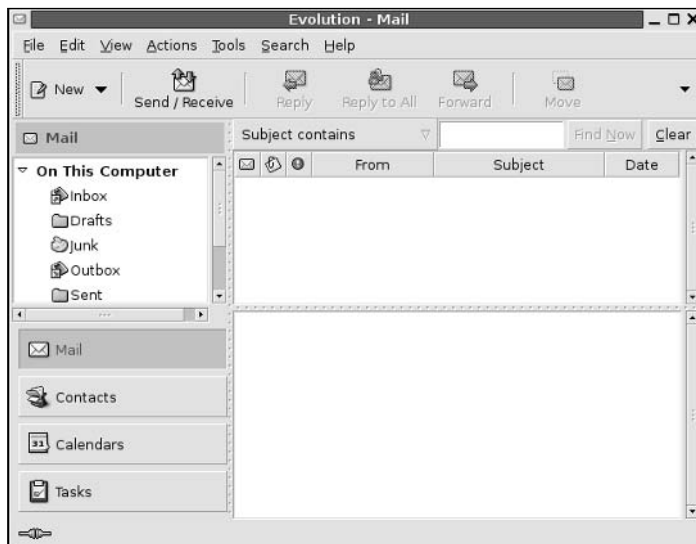 Evolution - Mail
File Edit View Actions Tools Search Help
New Send / Receive Reply Reply to All Forward Move
Mail
Subject contains Find Now Clear
On This Computer
Inbox
Drafts
Junk
Outbox
Sent
From Subject Date
Mail
Contacts
31 Calendars
Tasks